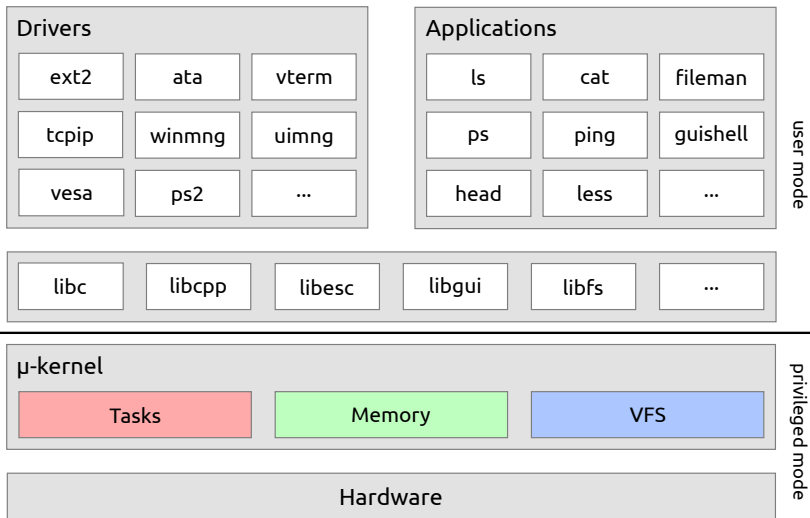 Drivers
ext2 ata vterm
tcpip winmng uimng
vesa ps2 ...
Applications
ls cat fileman
ps ping guishell
head less ...
user mode
libc libcpp libesc libgui libfs ...
μ-kernel
Tasks Memory VFS
privileged mode
Hardware